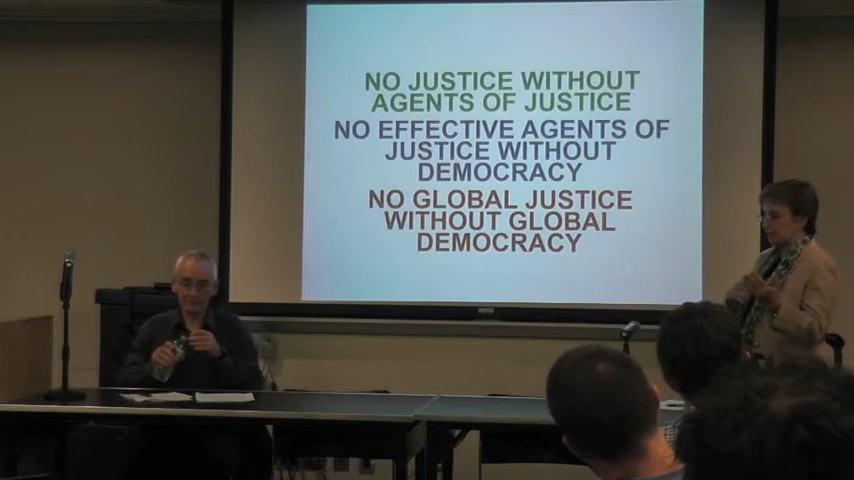 NO JUSTICE WITHOUT
AGENTS OF JUSTICE
NO EFFECTIVE AGENTS OF
JUSTICE WITHOUT
DEMOCRACY
NO GLOBAL JUSTICE
WITHOUT GLOBAL
DEMOCRACY